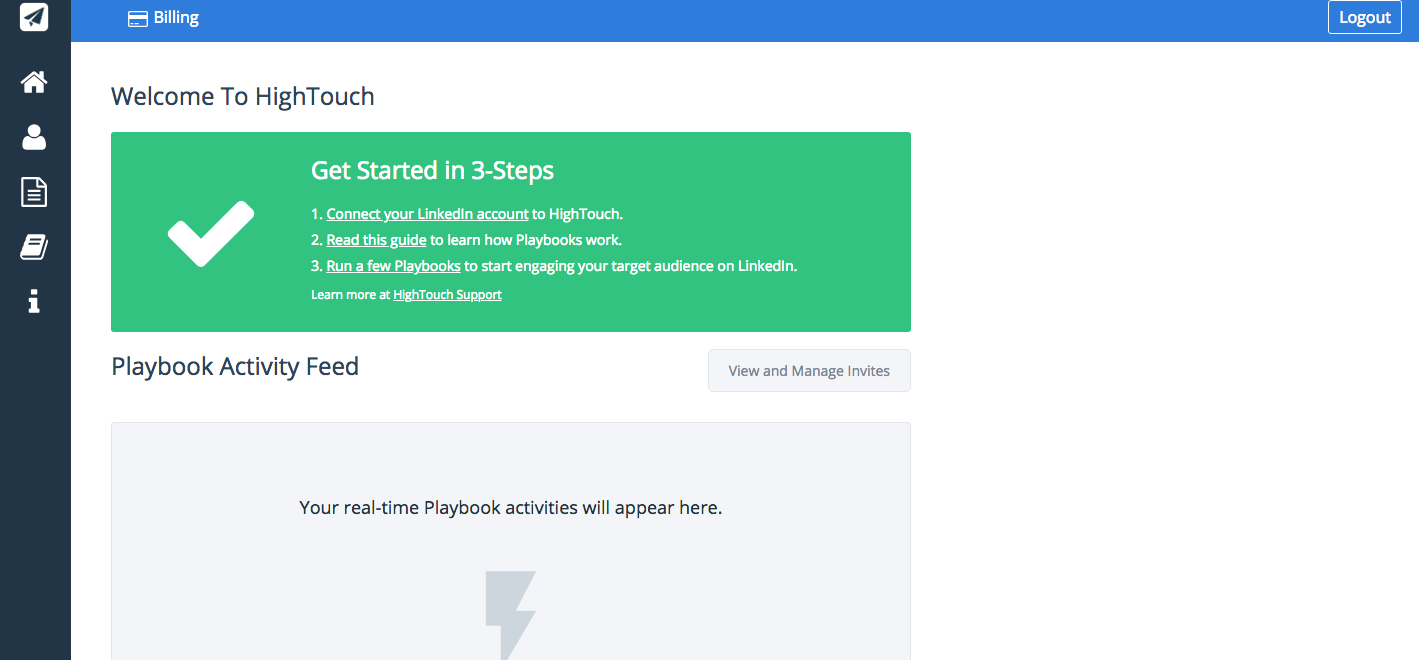 Billing
Logout
Welcome To HighTouch
Get Started in 3-Steps
1. Connect your LinkedIn account to HighTouch.
2. Read this guide to learn how Playbooks work.
3. Run a few Playbooks to start engaging your target audience on LinkedIn.
Learn more at HighTouch Support
Playbook Activity Feed
View and Manage Invites
Your real-time Playbook activities will appear here.